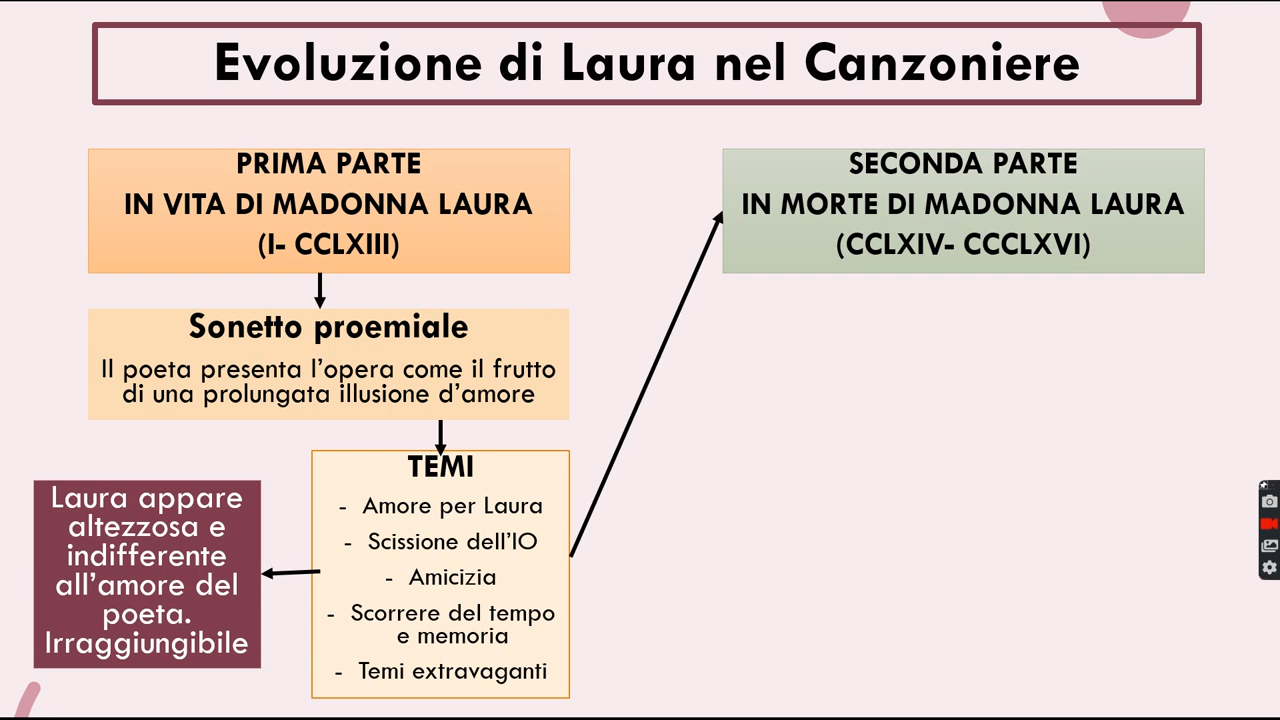 Evoluzione di Laura nel Canzoniere
PRIMA PARTE
IN VITA DI MADONNA LAURA
(I- CCLXIII)
SECONDA PARTE
IN MORTE DI MADONNA LAURA
(CCLXIV- CCCLXVI)
Sonetto proemiale
Il poeta presenta l’opera come il frutto
di una prolungata illusione d’amore
TEMI
- Amore per Laura
- Scissione dell’IO
- Amicizia
- Scorrere del tempo
e memoria
- Temi extravaganti
Laura appare
altezzosa e
indifferente
all’amore del
poeta.
Irraggiungibile